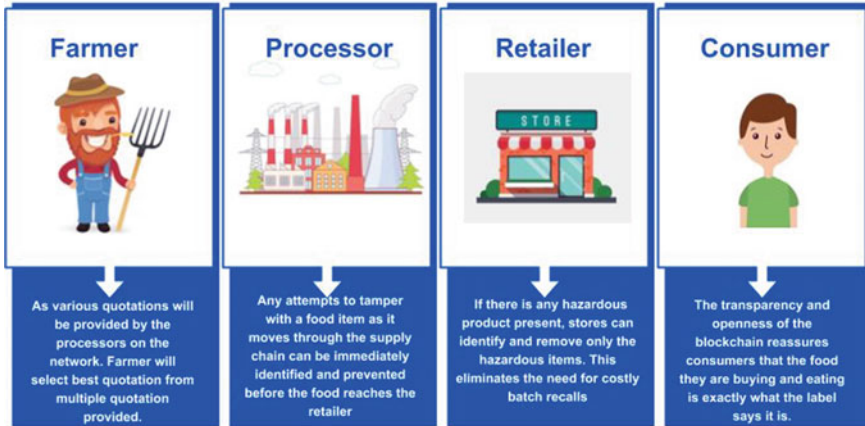 Farmer
Processor
Retailer
Consumer
STORE
As various quotations will
be provided by the
processors on the
network. Farmer will
select best quotation from
multiple quotation
provided.
Any attempts to tamper
with a food item as it
moves through the supply
chain can be immediately
identified and prevented
before the food reaches the
retailer
If there is any hazardous
product present, stores can
identify and remove only the
hazardous items. This
eliminates the need for costly
batch recalls
The transparency and
openness of the
blockchain reassures
consumers that the food
they are buying and eating
is exactly what the label
says it is.